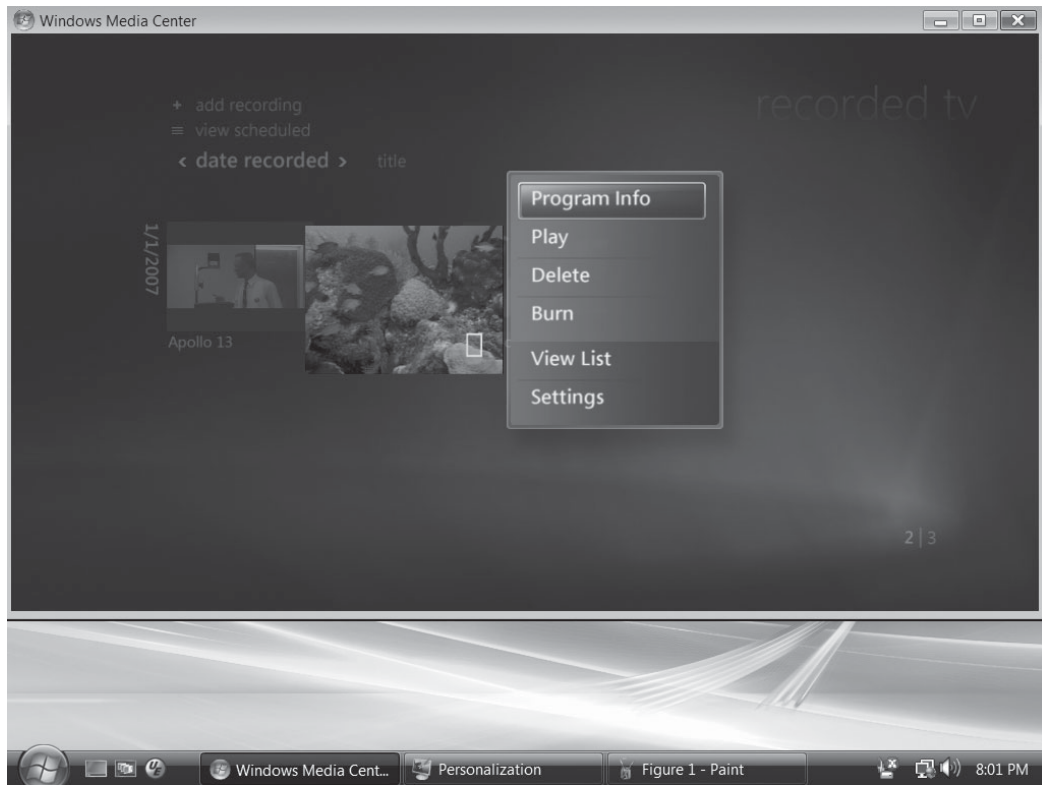 Windows Media Center
recorded tv
+ add recording
≡ view scheduled
< date recorded > title
1/1/2007
Apollo 13
Program Info
Play
Delete
Burn
View List
Settings
2 | 3
Windows Media Cent...
Personalization
Figure 1 - Paint
8:01 PM